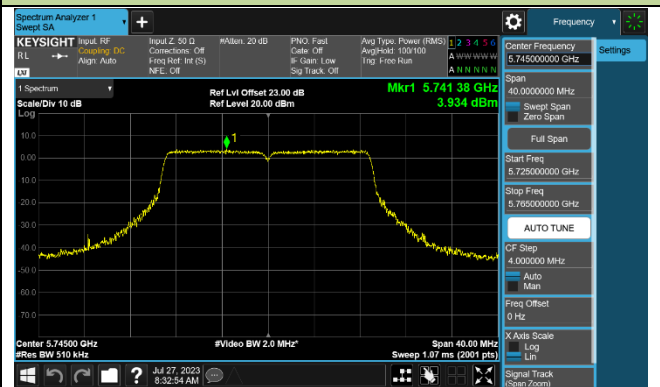 Spectrum Analyzer 1
Swept SA
Frequency
KEYSIGHT
RL
LXI
Input: RF
Coupling: DC
Align: Auto
Input Z: 50 Ω
Corrections: Off
Freq Ref: Int (S)
NFE: Off
#Atten: 20 dB
PNO: Fast
Gate: Off
IF Gain: Low
Sig Track: Off
Avg Type: Power (RMS)
Avg|Hold: 100/100
Trig: Free Run
1 2 3 4 5 6
A W W W W W
A N N N N N
1 Spectrum
Scale/Div 10 dB
Log
Ref Lvl Offset 23.00 dB
Ref Level 20.00 dBm
Mkr1 5.741 38 GHz
3.934 dBm
1
10.0
0.00
10.0
20.0
30.0
40.0
-50.0
60.0
70.0
Center 5.74500 GHz
#Res BW 510 kHz
#Video BW 2.0 MHz*
Span 40.00 MHz
Sweep 1.07 ms (2001 pts)
Jul 27, 2023
8:32:54 AM
Center Frequency
5.745000000 GHz
Span
40.0000000 MHz
Swept Span
Zero Span
Full Span
Start Freq
5.725000000 GHz
Stop Freq
5.765000000 GHz
AUTO TUNE
CF Step
4.000000 MHz
Auto
Man
Freq Offset
0 Hz
X Axis Scale
Log
Lin
Signal Track
(Span Zoom)
Settings